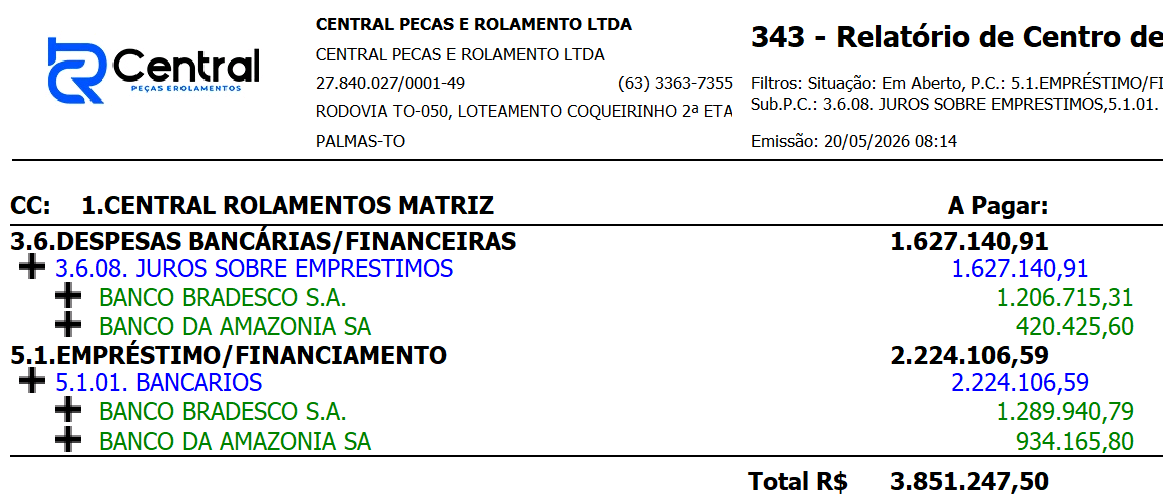 Central
PEÇAS EROLAMENTOS
CENTRAL PECAS E ROLAMENTO LTDA
CENTRAL PECAS E ROLAMENTO LTDA
27.840.027/0001-49 (63) 3363-7355
RODOVIA TO-050, LOTEAMENTO COQUEIRINHO 2ª ETA
PALMAS-TO
343 - Relatório de Centro de
Filtros: Situação: Em Aberto, P.C.: 5.1.EMPRÉSTIMO/FI
Sub.P.C.: 3.6.08. JUROS SOBRE EMPRESTIMOS,5.1.01.
Emissão: 20/05/2026 08:14
CC: 1.CENTRAL ROLAMENTOS MATRIZ A Pagar:
3.6.DESPESAS BANCÁRIAS/FINANCEIRAS 1.627.140,91
3.6.08. JUROS SOBRE EMPRESTIMOS 1.627.140,91
BANCO BRADESCO S.A. 1.206.715,31
BANCO DA AMAZONIA SA 420.425,60
5.1.EMPRÉSTIMO/FINANCIAMENTO 2.224.106,59
5.1.01. BANCARIOS 2.224.106,59
BANCO BRADESCO S.A. 1.289.940,79
BANCO DA AMAZONIA SA 934.165,80
Total R$ 3.851.247,50